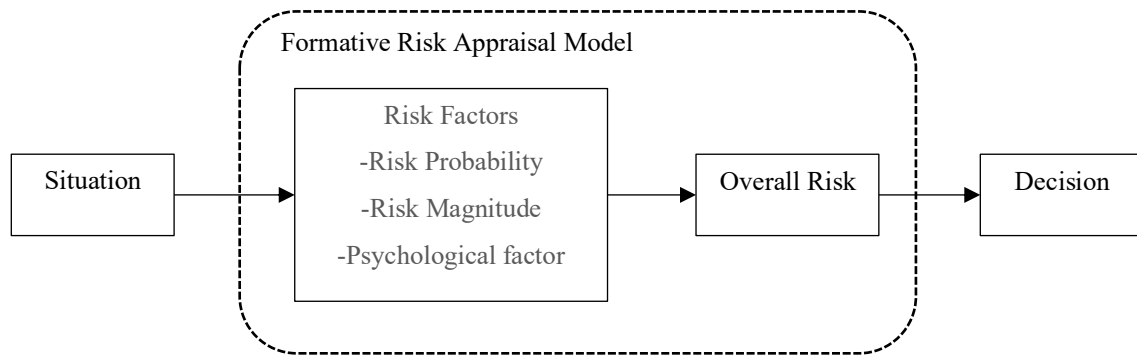 Formative Risk Appraisal Model
Situation
Risk Factors
-Risk Probability
-Risk Magnitude
-Psychological factor
Overall Risk
Decision